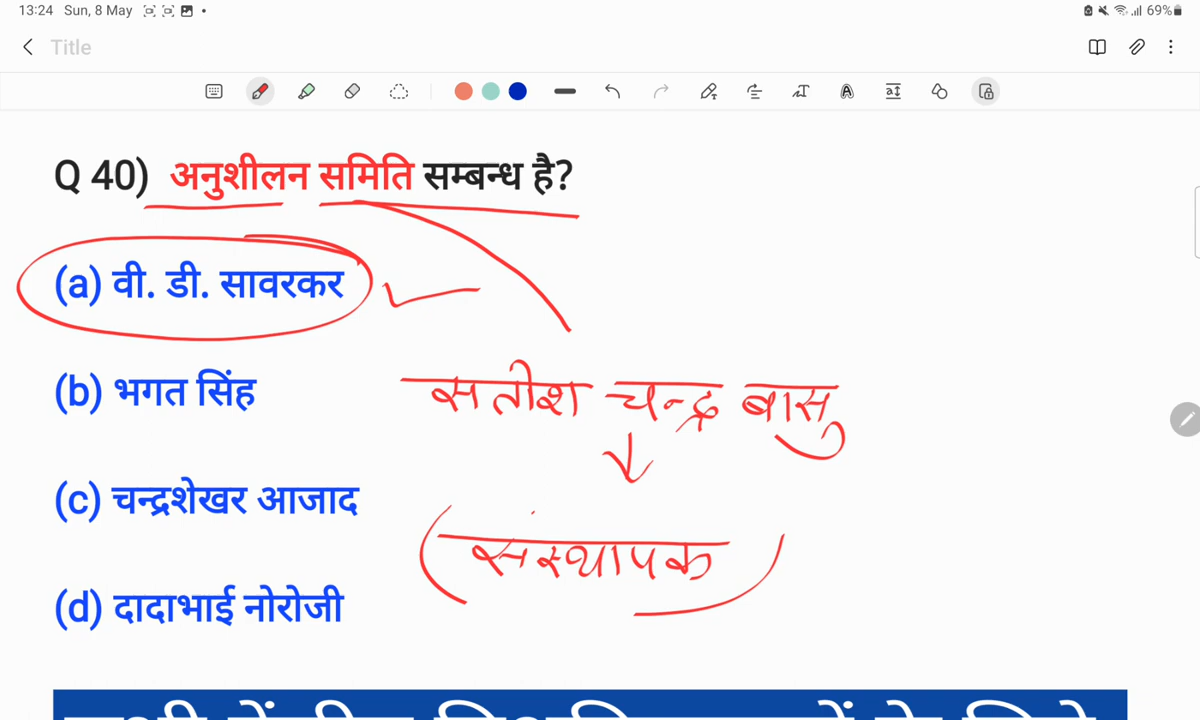 13:24 Sun, 8 May 69%
Title
Q 40) अनुशीलन समिति सम्बन्ध है?
(a) वी. डी. सावरकर
(b) भगत सिंह
सतीश चन्द्र बासु
(c) चन्द्रशेखर आजाद
(संस्थापक)
(d) दादाभाई नोरोजी